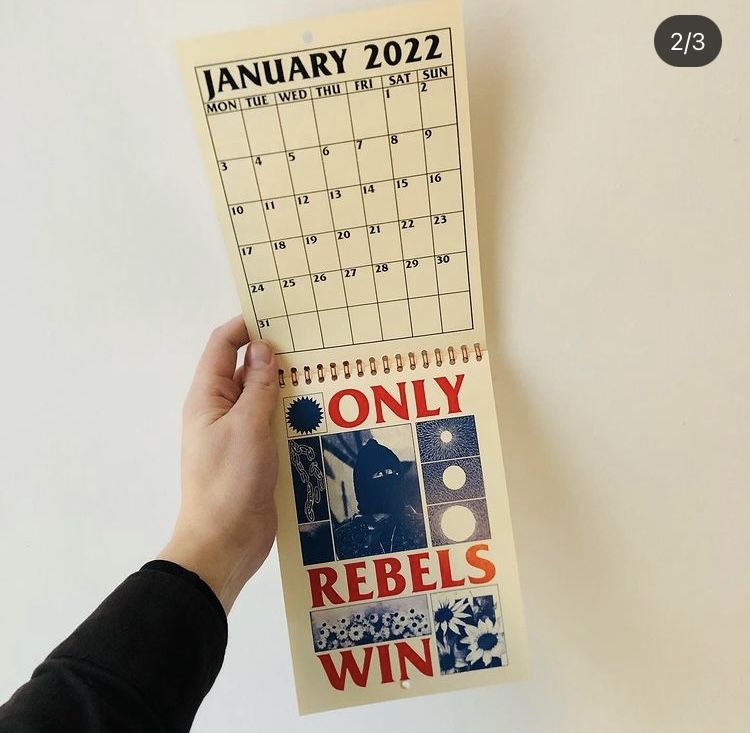 2/3
JANUARY 2022
MON TUE WED THU FRI SAT SUN
1 2
3 4 5 6 7 8 9
10 11 12 13 14 15 16
17 18 19 20 21 22 23
24 25 26 27 28 29 30
31
ONLY
REBELS
WIN